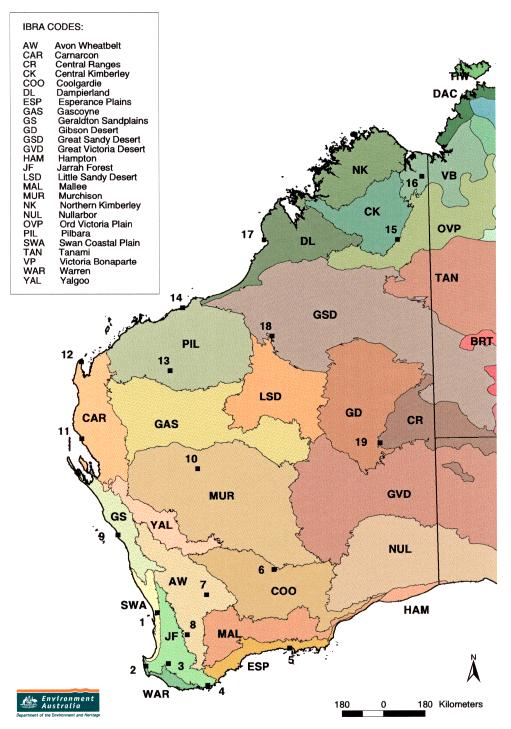 IBRA CODES:
AW Avon Wheatbelt
CAR Carnarcon
CR Central Ranges
CK Central Kimberley
COO Coolgardie
DL Dampierland
ESP Esperance Plains
GAS Gascoyne
GS Geraldton Sandplains
GD Gibson Desert
GSD Great Sandy Desert
GVD Great Victoria Desert
HAM Hampton
JF Jarrah Forest
LSD Little Sandy Desert
MAL Mallee
MUR Murchison
NK Northern Kimberley
NUL Nullarbor
OVP Ord Victoria Plain
PIL Pilbara
SWA Swan Coastal Plain
TAN Tanami
VP Victoria Bonaparte
WAR Warren
YAL Yalgoo
TIW
DAC
NK
16
VB
CK
17
15
OVP
DL
TAN
14
GSD
18
PIL
BRT
12
13
LSD
CAR
GD
CR
GAS
11
19
10
MUR
GVD
GS
YAL
9
NUL
6
AW
7
COO
SWA
HAM
1
8
JF
MAL
2
3
ESP
5
WAR
4
N
Environment
Australia
Department of the Environment and Heritage
180 0 180 Kilometers